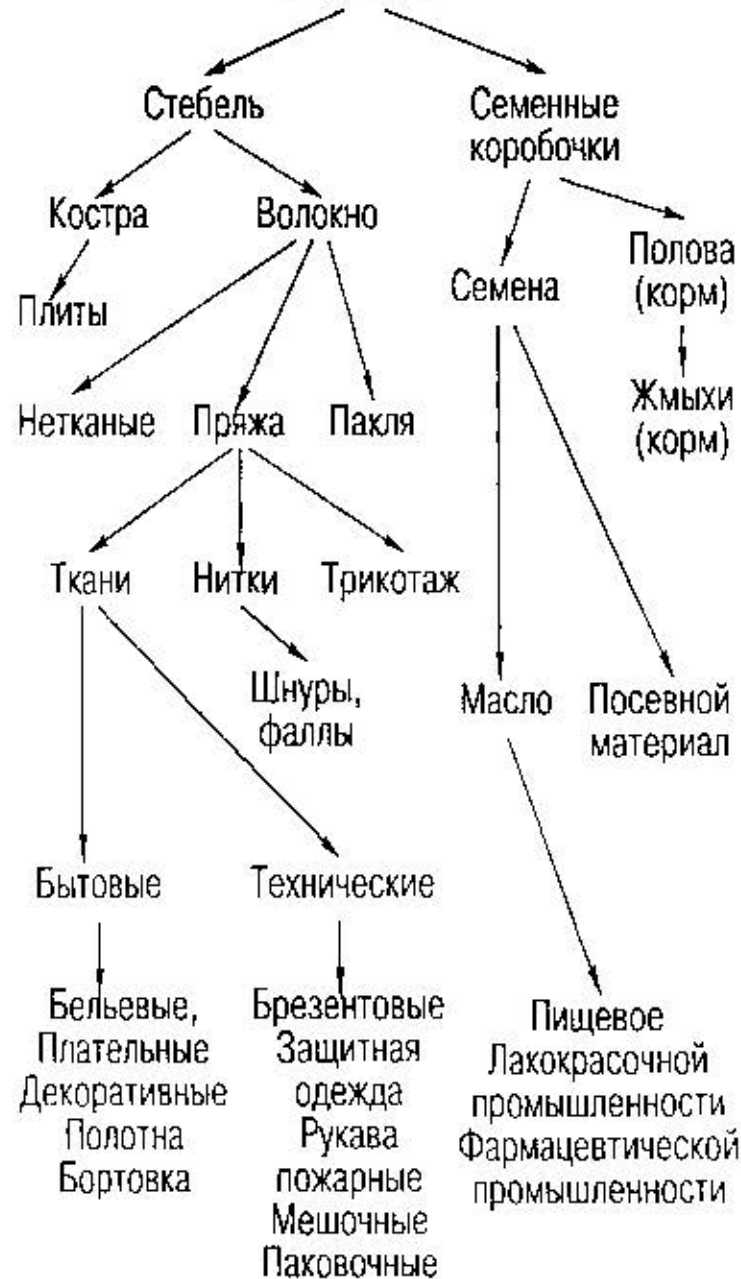 Стебель
Семенные
коробочки
Костра
Волокно
Полова
(корм)
Семена
Плиты
Нетканые
Пряжа
Пакля
Жмыхи
(корм)
Ткани
Нитки
Трикотаж
Шнуры,
фаллы
Масло
Посевной
материал
Бытовые
Технические
Бельевые,
Плательные
Декоративные
Полотна
Бортовка
Брезентовые
Защитная
одежда
Рукава
пожарные
Мешочные
Паковочные
Пищевое
Лакокрасочной
промышленности
Фармацевтической
промышленности